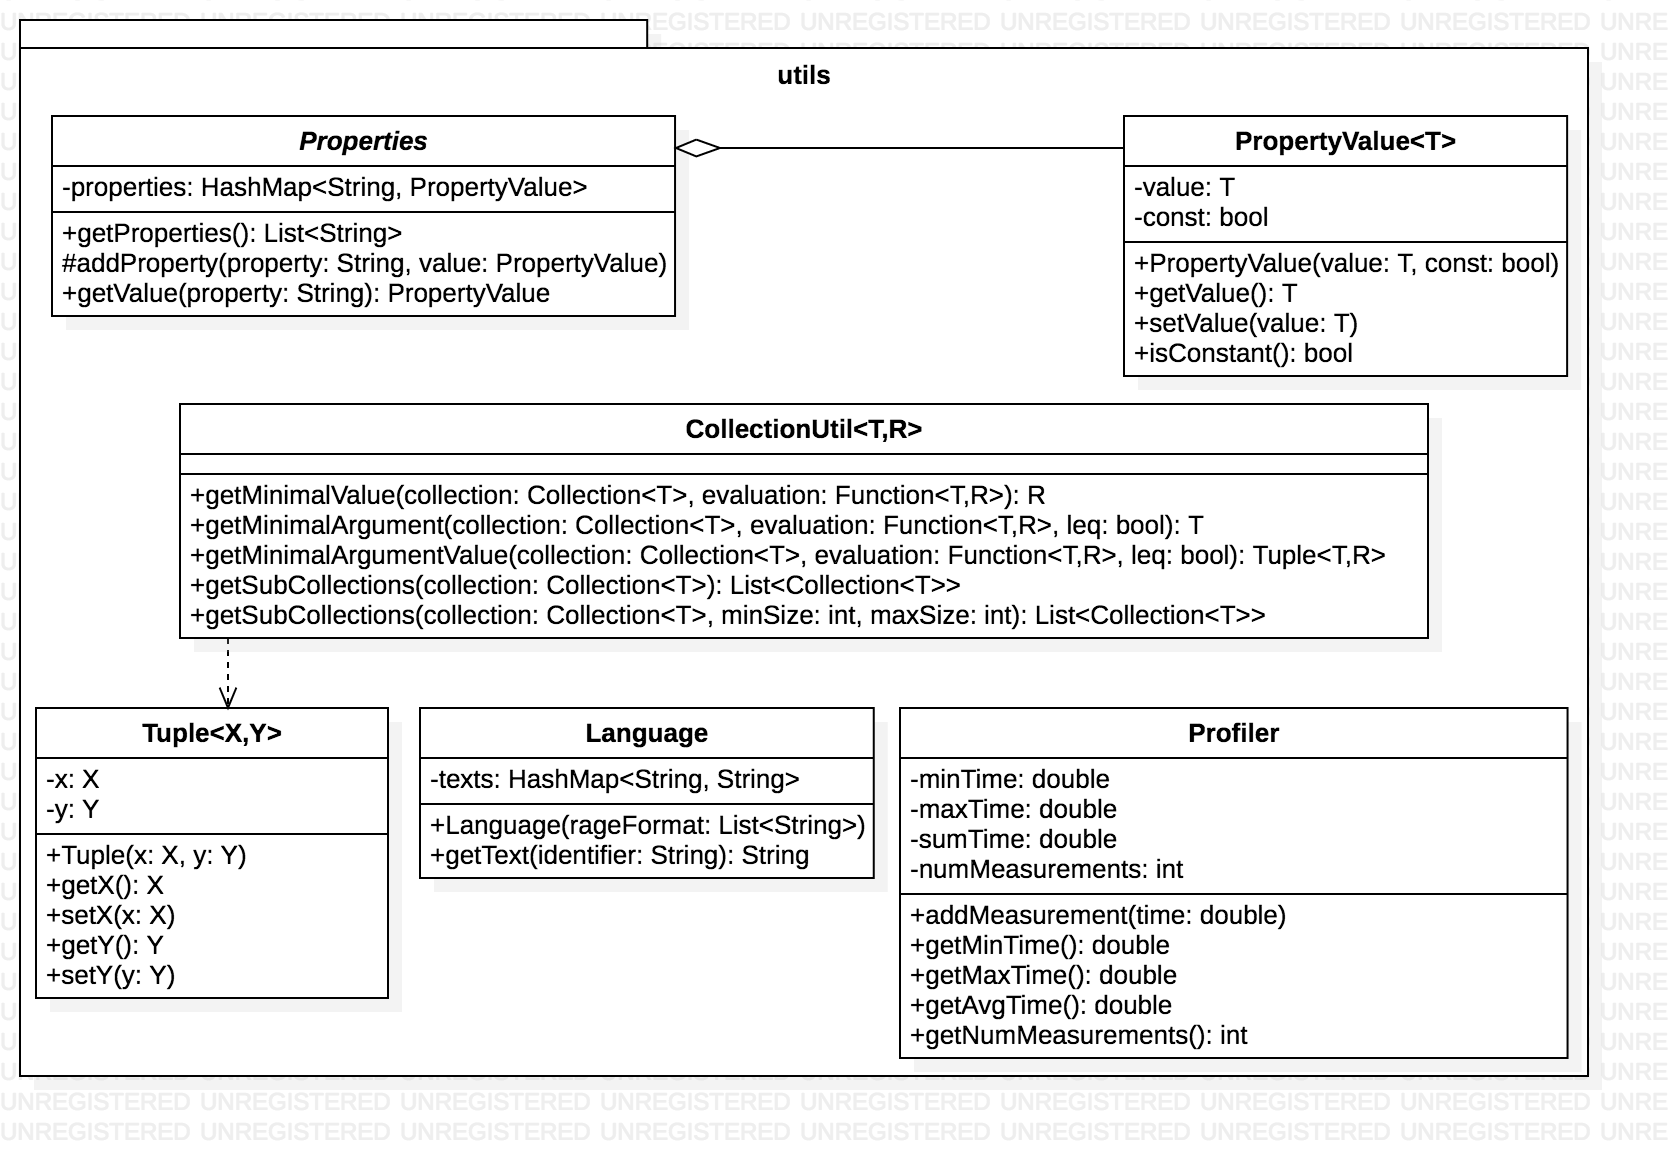 utils
Properties
-properties: HashMap<String, PropertyValue>
+getProperties(): List<String>
#addProperty(property: String, value: PropertyValue)
+getValue(property: String): PropertyValue
PropertyValue<T>
-value: T
-const: bool
+PropertyValue(value: T, const: bool)
+getValue(): T
+setValue(value: T)
+isConstant(): bool
CollectionUtil<T,R>
+getMinimalValue(collection: Collection<T>, evaluation: Function<T,R>): R
+getMinimalArgument(collection: Collection<T>, evaluation: Function<T,R>, leq: bool): T
+getMinimalArgumentValue(collection: Collection<T>, evaluation: Function<T,R>, leq: bool): Tuple<T,R>
+getSubCollections(collection: Collection<T>): List<Collection<T>>
+getSubCollections(collection: Collection<T>, minSize: int, maxSize: int): List<Collection<T>>
Tuple<X,Y>
-x: X
-y: Y
+Tuple(x: X, y: Y)
+getX(): X
+setX(x: X)
+getY(): Y
+setY(y: Y)
Language
-texts: HashMap<String, String>
+Language(rageFormat: List<String>)
+getText(identifier: String): String
Profiler
-minTime: double
-maxTime: double
-sumTime: double
-numMeasurements: int
+addMeasurement(time: double)
+getMinTime(): double
+getMaxTime(): double
+getAvgTime(): double
+getNumMeasurements(): int
UNREGISTERED UNREGISTERED UNREGISTERED UNREGISTERED UNREGISTERED UNREGISTERED UNREGISTERED UNREGISTERED UNRE
UNREGISTERED UNREGISTERED UNREGISTERED UNREGISTERED UNREGISTERED UNREGISTERED UNREGISTERED UNREGISTERED UNRE